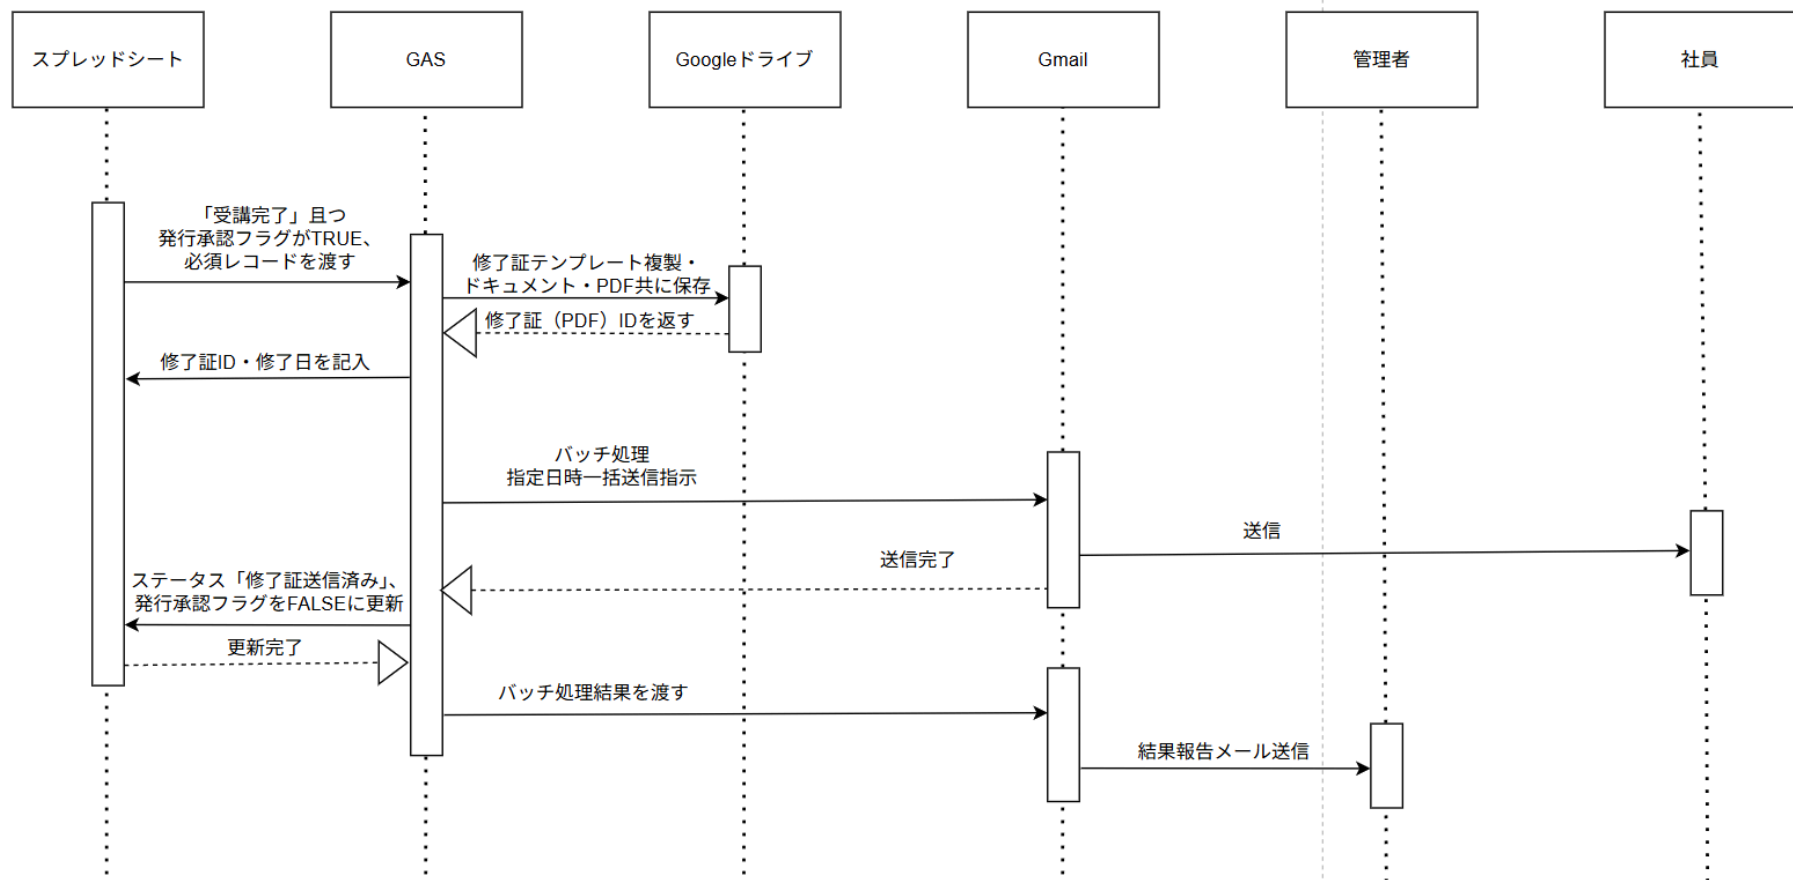 スプレッドシート
GAS
Googleドライブ
Gmail
管理者
社員
「受講完了」且つ
発行承認フラグがTRUE、
必須レコードを渡す
修了証テンプレート複製・
ドキュメント・PDF共に保存
修了証（PDF）IDを返す
修了証ID・修了日を記入
バッチ処理
指定日時一括送信指示
送信
送信完了
ステータス「修了証送信済み」、
発行承認フラグをFALSEに更新
更新完了
バッチ処理結果を渡す
結果報告メール送信